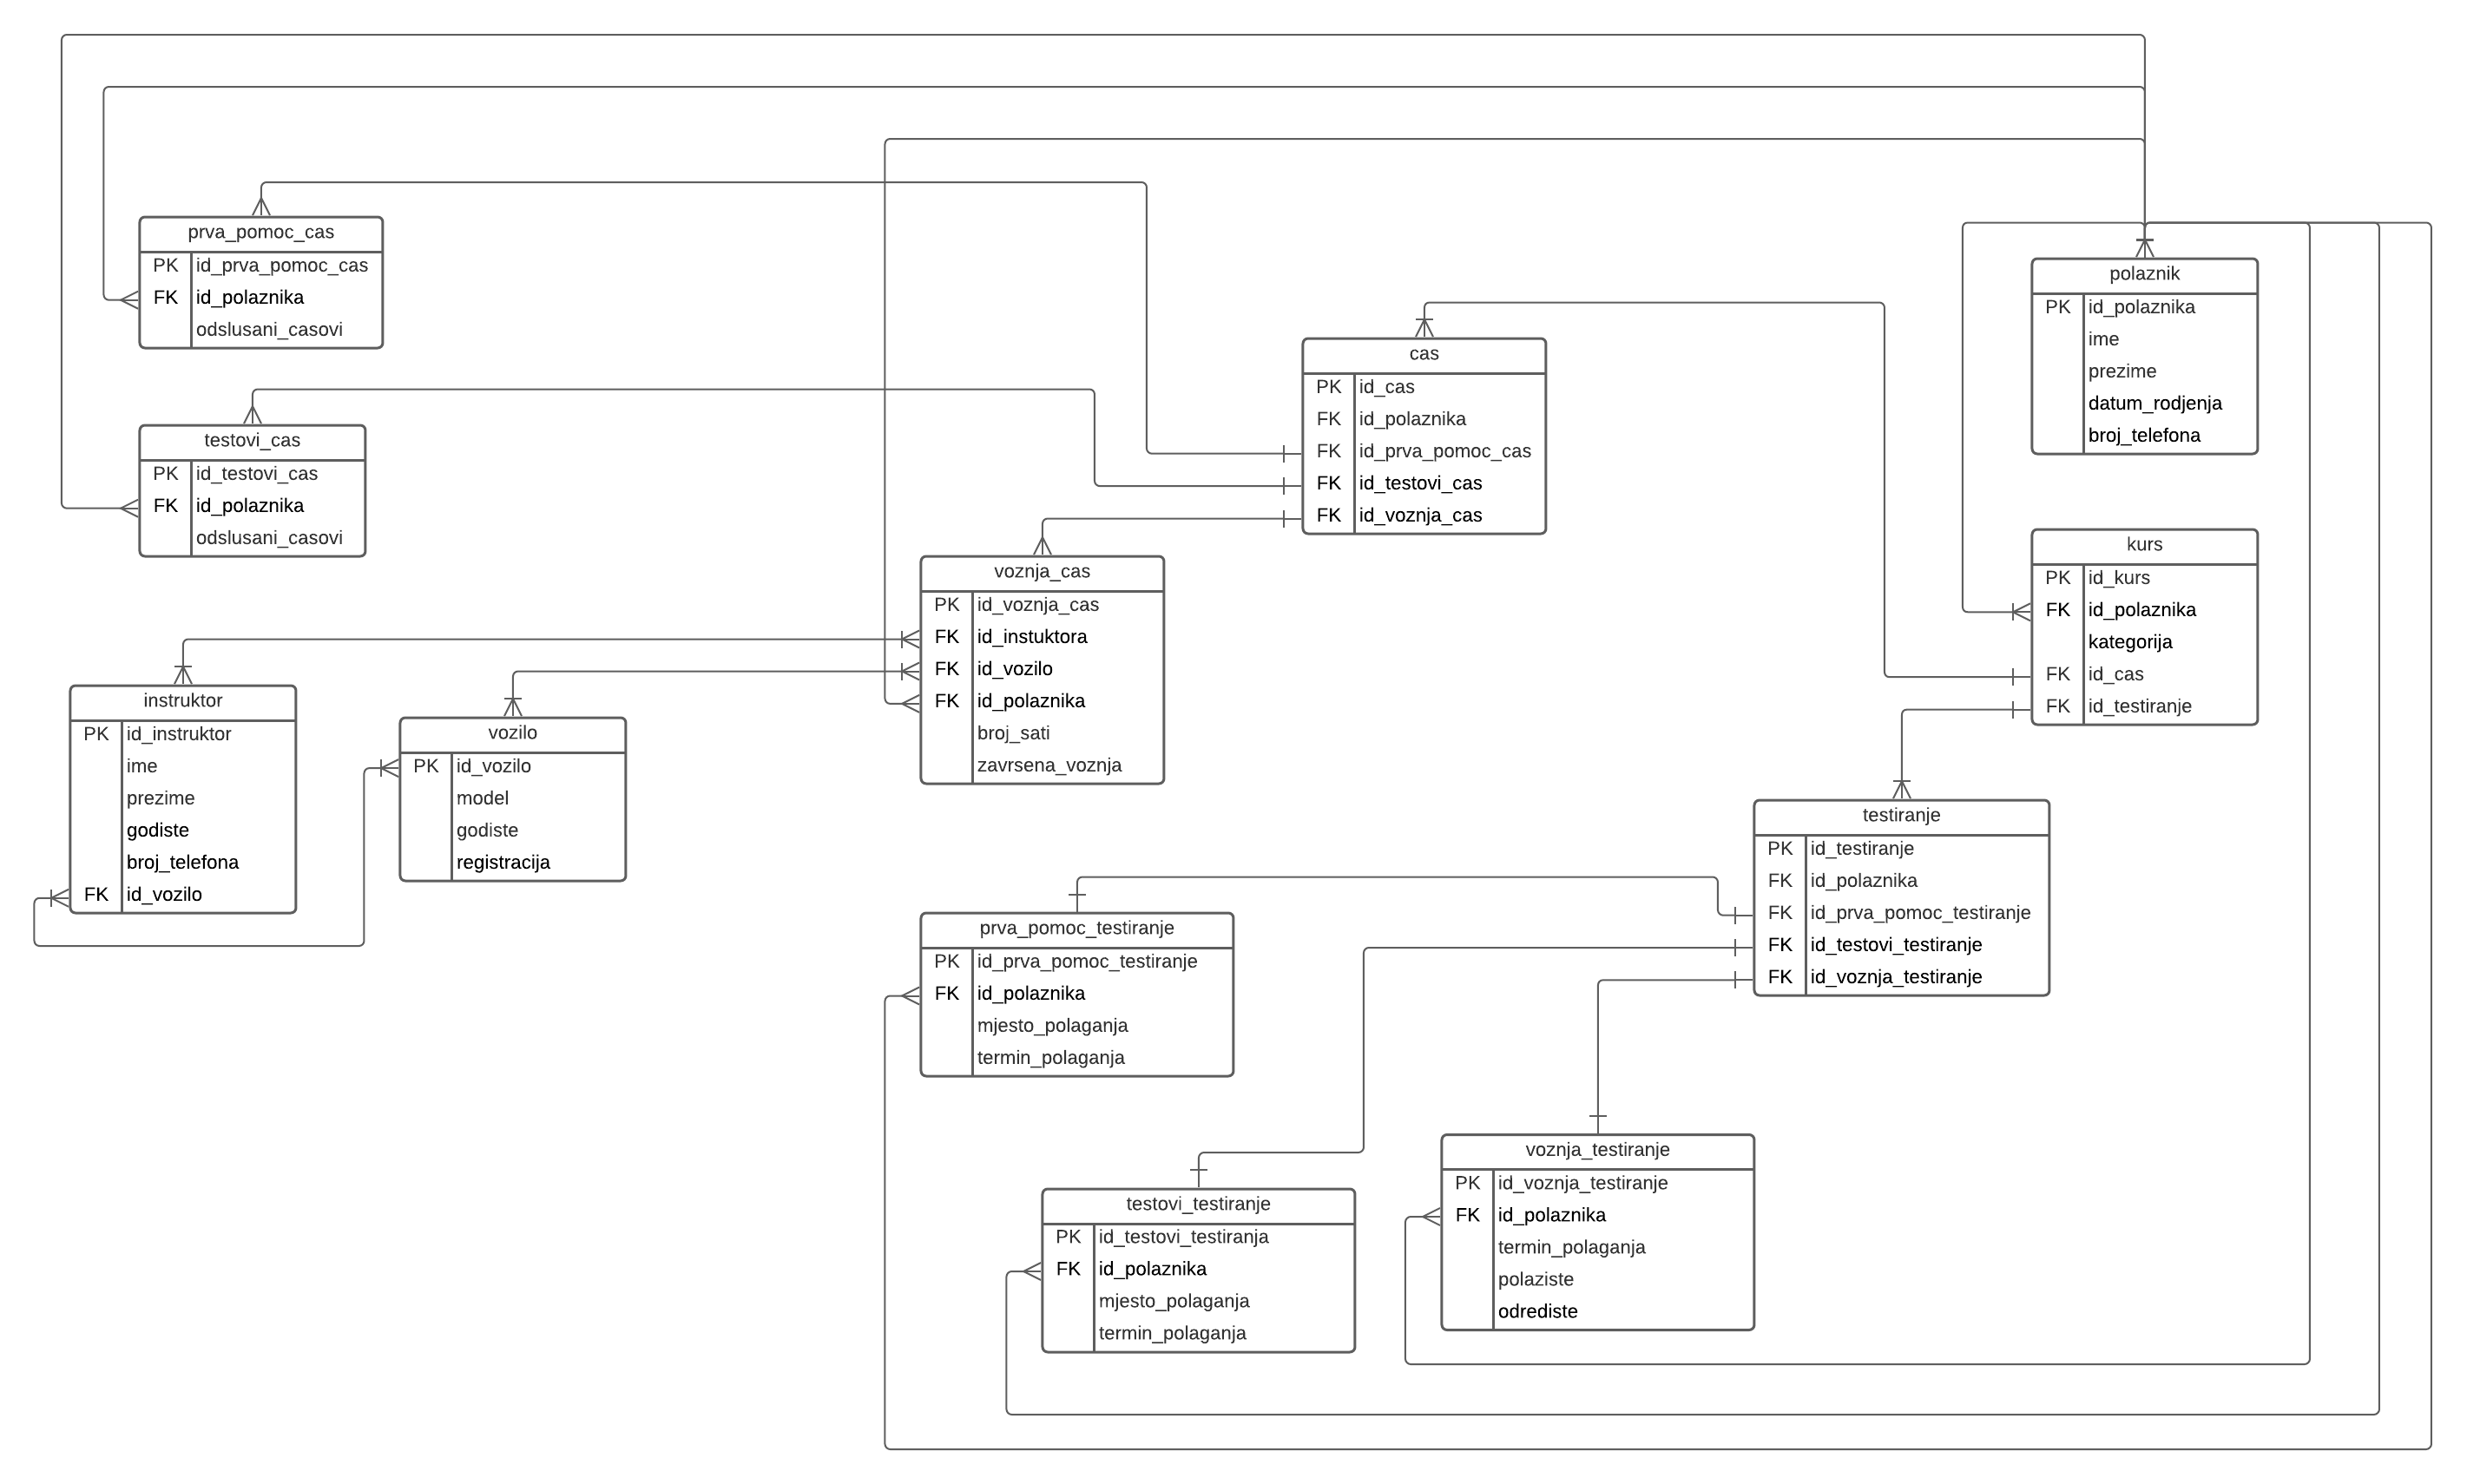 prva_pomoc_cas
PK id_prva_pomoc_cas
FK id_polaznika
odslusani_casovi
testovi_cas
PK id_testovi_cas
FK id_polaznika
odslusani_casovi
instruktor
PK id_instruktor
ime
prezime
godiste
broj_telefona
FK id_vozilo
vozilo
PK id_vozilo
model
godiste
registracija
voznja_cas
PK id_voznja_cas
FK id_instuktora
FK id_vozilo
FK id_polaznika
broj_sati
zavrsena_voznja
cas
PK id_cas
FK id_polaznika
FK id_prva_pomoc_cas
FK id_testovi_cas
FK id_voznja_cas
polaznik
PK id_polaznika
ime
prezime
datum_rodjenja
broj_telefona
kurs
PK id_kurs
FK id_polaznika
kategorija
FK id_cas
FK id_testiranje
testiranje
PK id_testiranje
FK id_polaznika
FK id_prva_pomoc_testiranje
FK id_testovi_testiranje
FK id_voznja_testiranje
prva_pomoc_testiranje
PK id_prva_pomoc_testiranje
FK id_polaznika
mjesto_polaganja
termin_polaganja
testovi_testiranje
PK id_testovi_testiranja
FK id_polaznika
mjesto_polaganja
termin_polaganja
voznja_testiranje
PK id_voznja_testiranje
FK id_polaznika
termin_polaganja
polaziste
odrediste